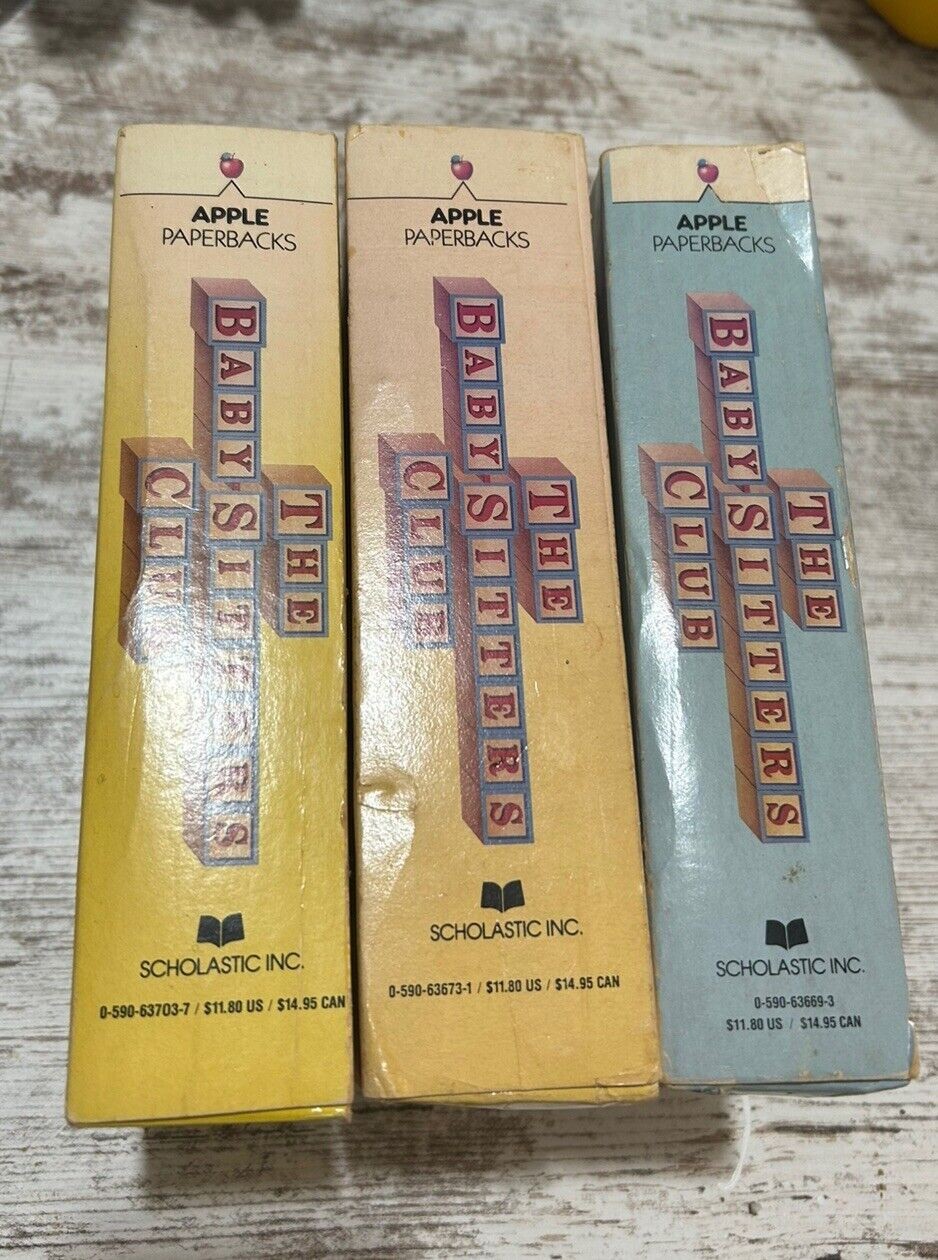 APPLE
PAPERBACKS
THE
BABY-SITTERS
CLUB
SCHOLASTIC INC.
0-590-63703-7 / $11.80 US / $14.95 CAN
APPLE
PAPERBACKS
THE
BABY-SITTERS
CLUB
SCHOLASTIC INC.
0-590-63673-1 / $11.80 US / $14.95 CAN
APPLE
PAPERBACKS
THE
BABY-SITTERS
CLUB
SCHOLASTIC INC.
0-590-63669-3
$11.80 US / $14.95 CAN